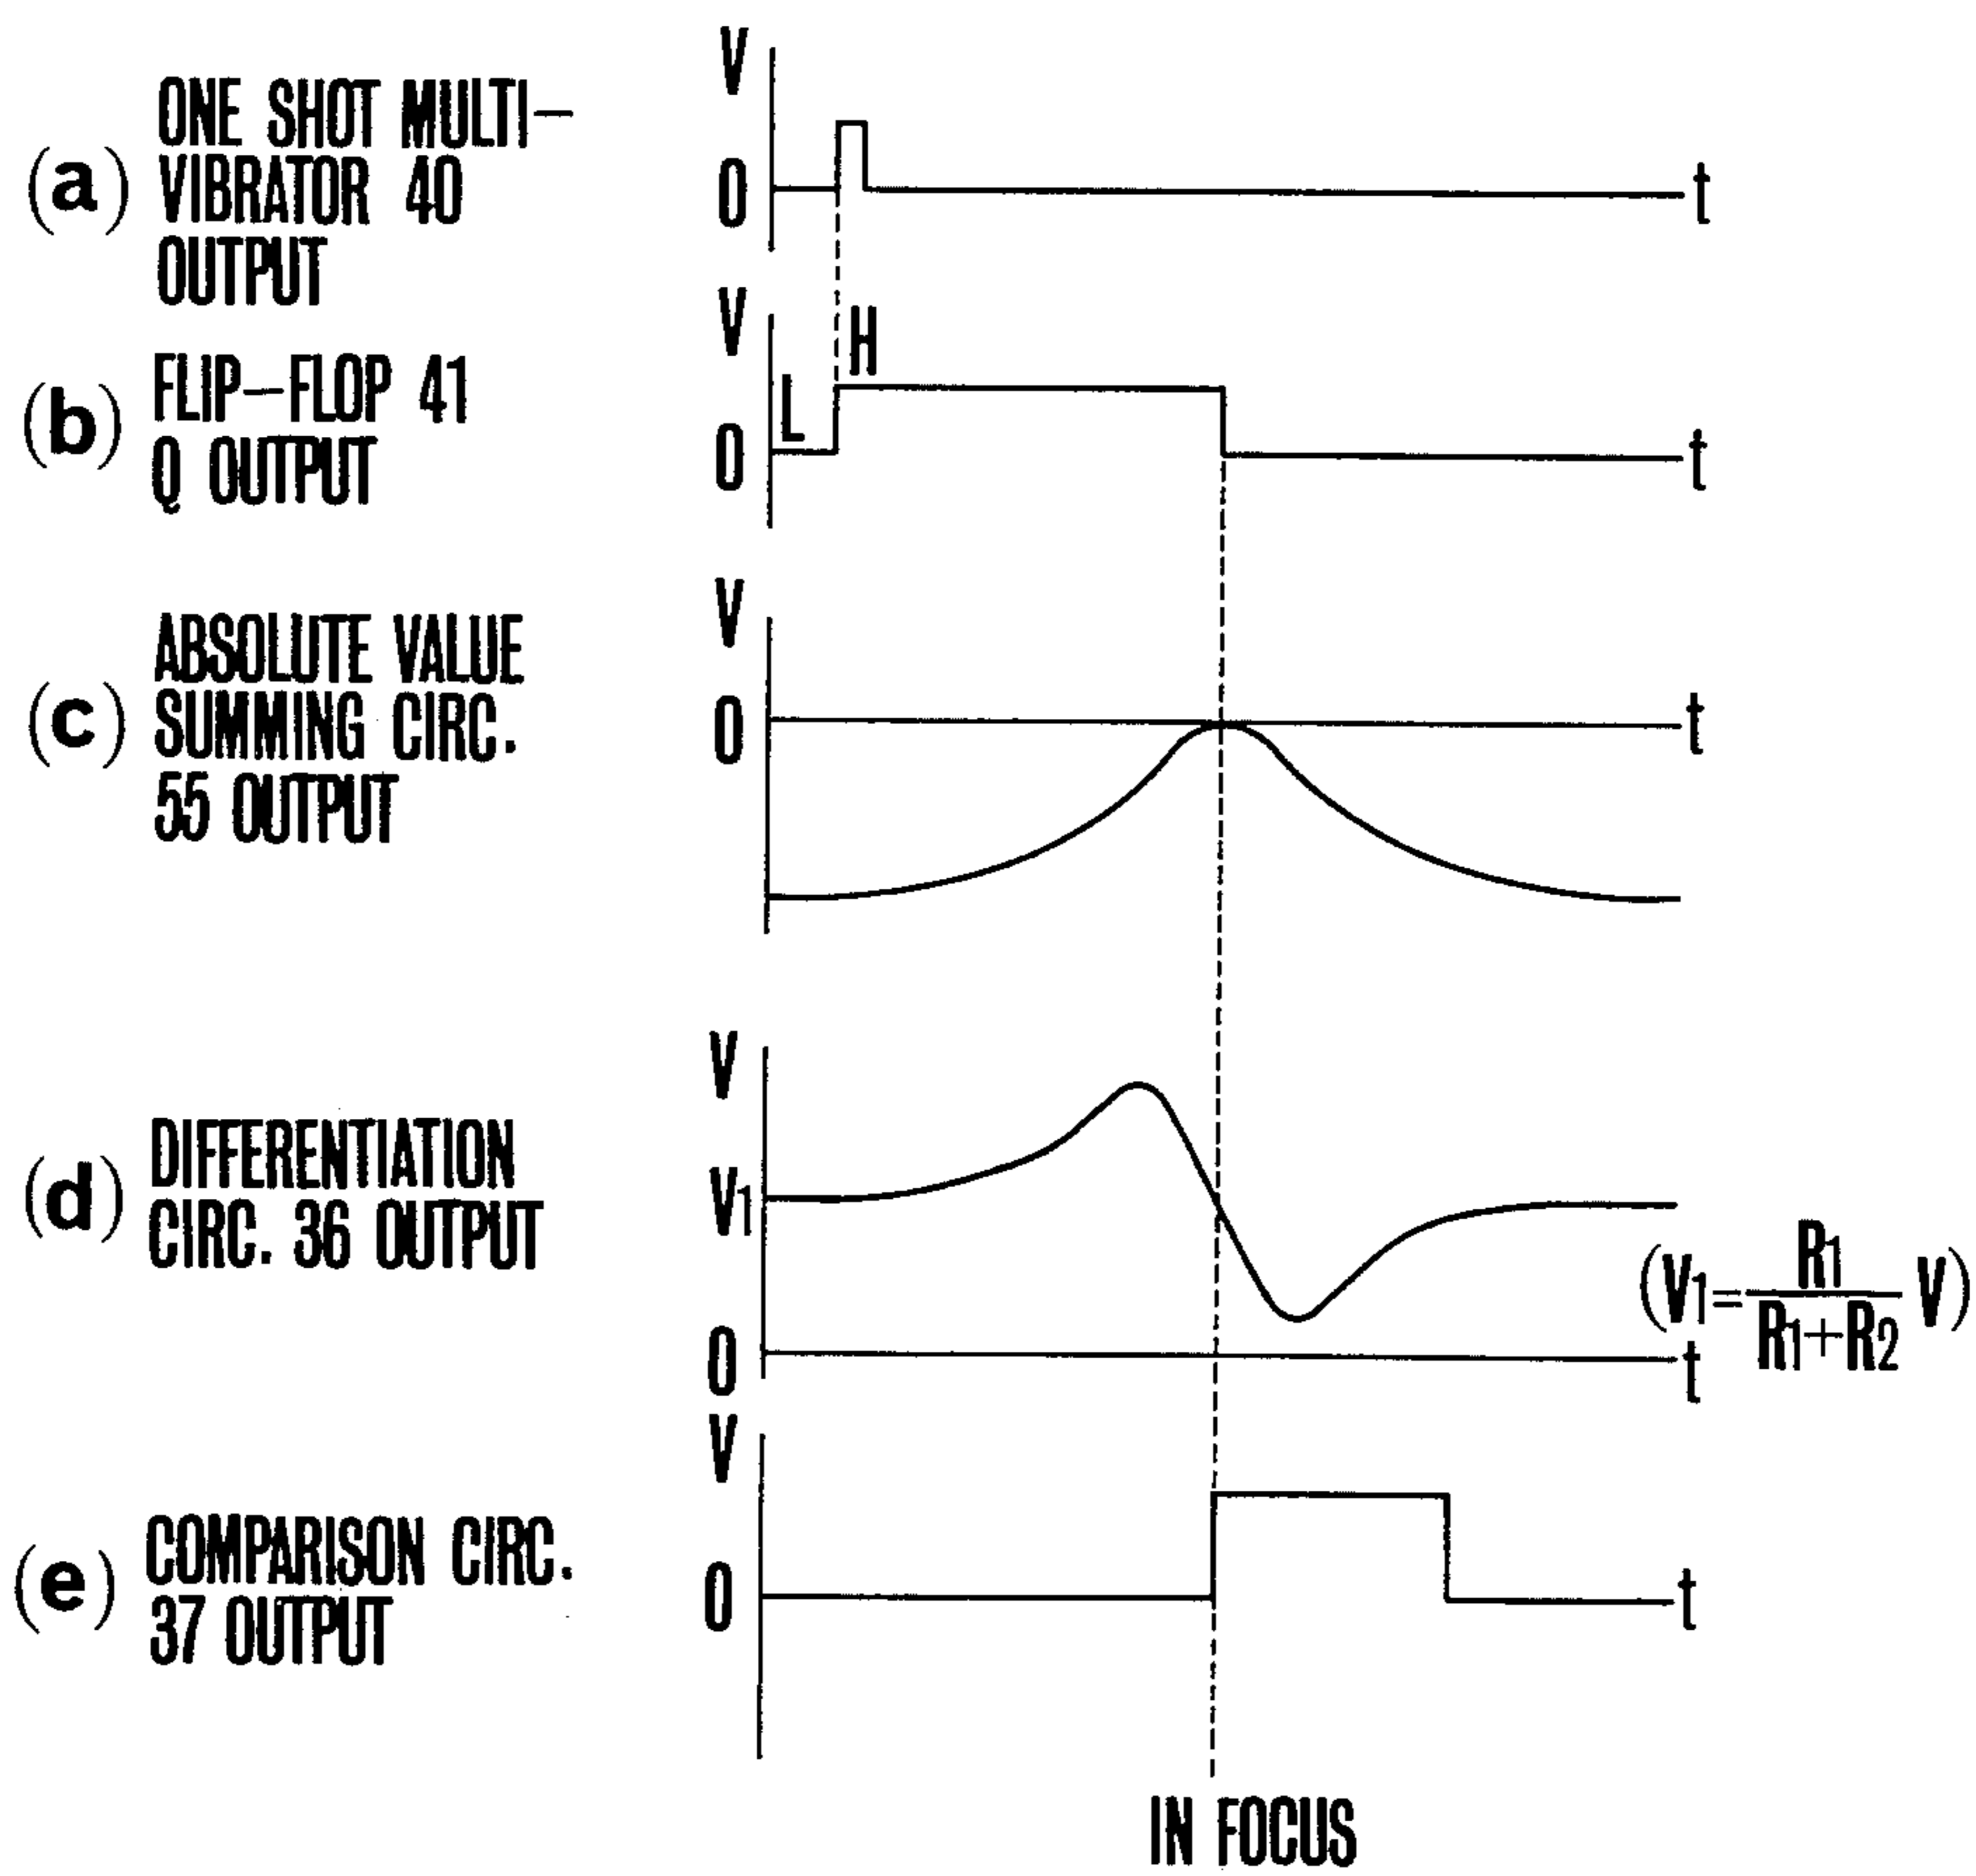 (a) ONE SHOT MULTI-
VIBRATOR 40
OUTPUT
V
0
t
(b) FLIP-FLOP 41
Q OUTPUT
V
L
H
0
t
(c) ABSOLUTE VALUE
SUMMING CIRC.
55 OUTPUT
V
0
t
(d) DIFFERENTIATION
CIRC. 36 OUTPUT
V
V1
0
t
(V1=R1/(R1+R2) V)
(e) COMPARISON CIRC.
37 OUTPUT
V
0
t
IN FOCUS